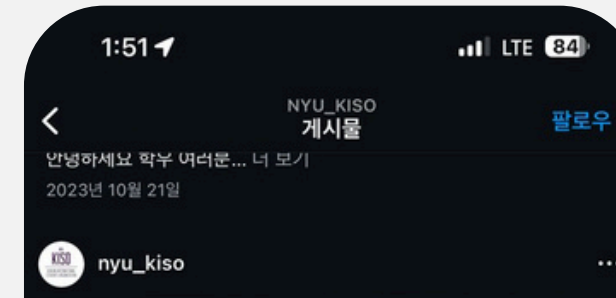 1:51
LTE 84
NYU_KISO
게시물
팔로우
안녕하세요 학우 여러분... 더 보기
2023년 10월 21일
KISO
nyu_kiso